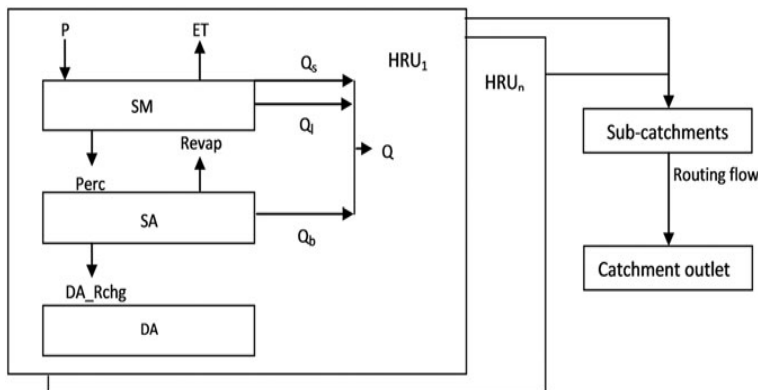 P
ET
Qs
HRU1
SM
Ql
HRUn
Sub-catchments
Revap
Q
Perc
Routing flow
SA
Qb
Catchment outlet
DA_Rchg
DA